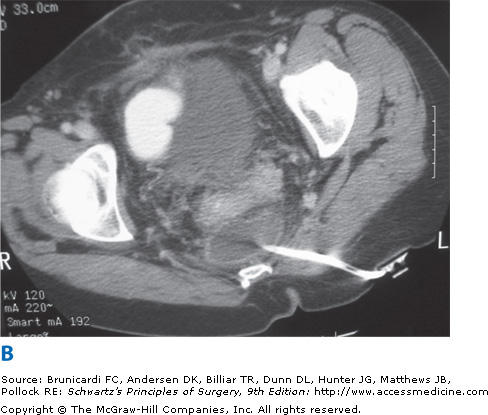 V 33.0cm
R
L
kV 120
mA 220~
Smart mA 192
B
Source: Brunicardi FC, Andersen DK, Billiar TR, Dunn DL, Hunter JG, Matthews JB,
Pollock RE: Schwartz's Principles of Surgery, 9th Edition: http://www.accessmedicine.com
Copyright © The McGraw-Hill Companies, Inc. All rights reserved.